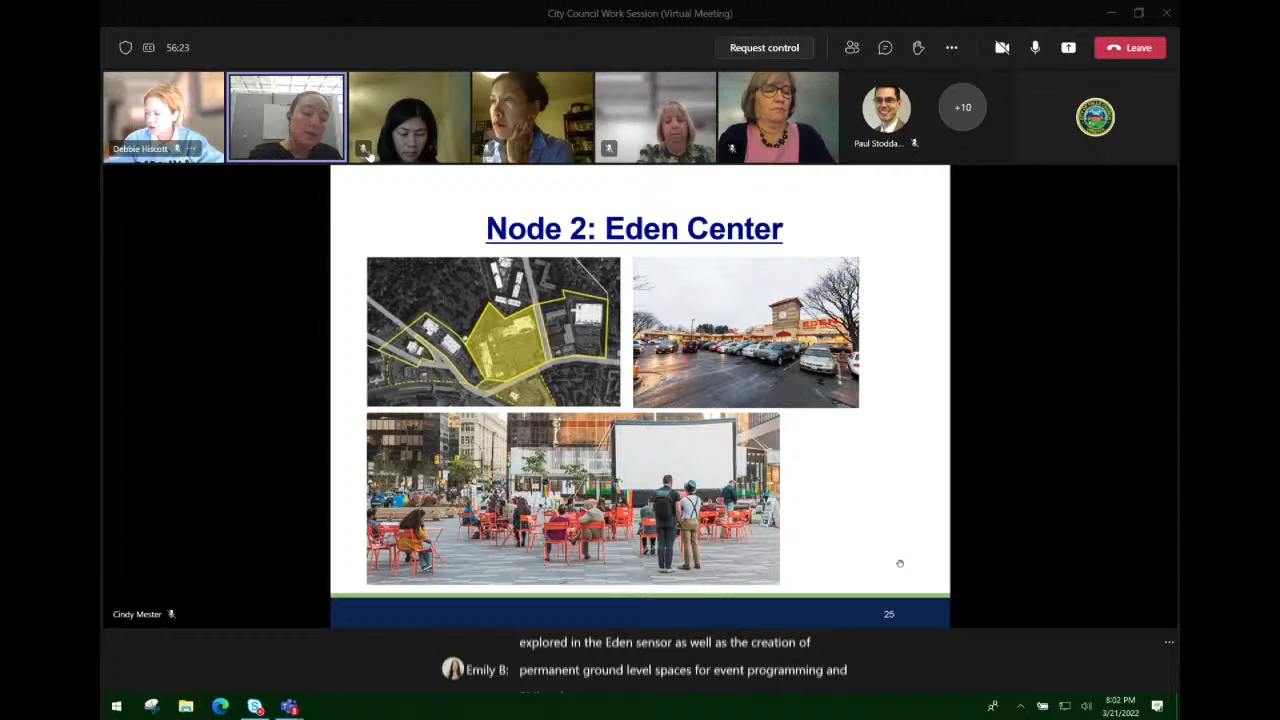 City Council Work Session (Virtual Meeting)
56:23
Request control
Leave
Debbie Hiscott
+10
Paul Stodda...
Node 2: Eden Center
EDEN
Cindy Mester
25
explored in the Eden sensor as well as the creation of
Emily B: permanent ground level spaces for event programming and
8:02 PM
3/21/2022